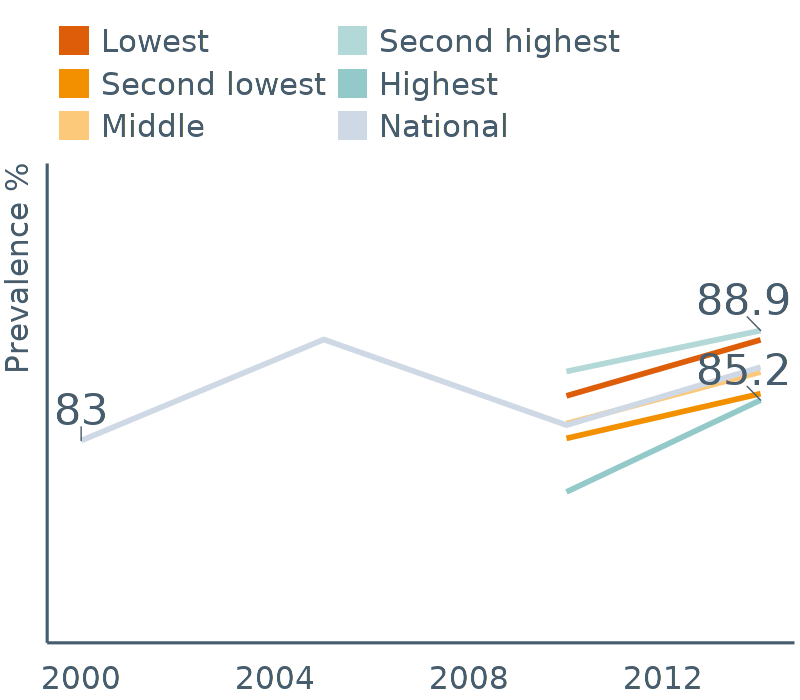 Lowest
Second lowest
Middle
Second highest
Highest
National
Prevalence %
88.9
85.2
83
2000 2004 2008 2012